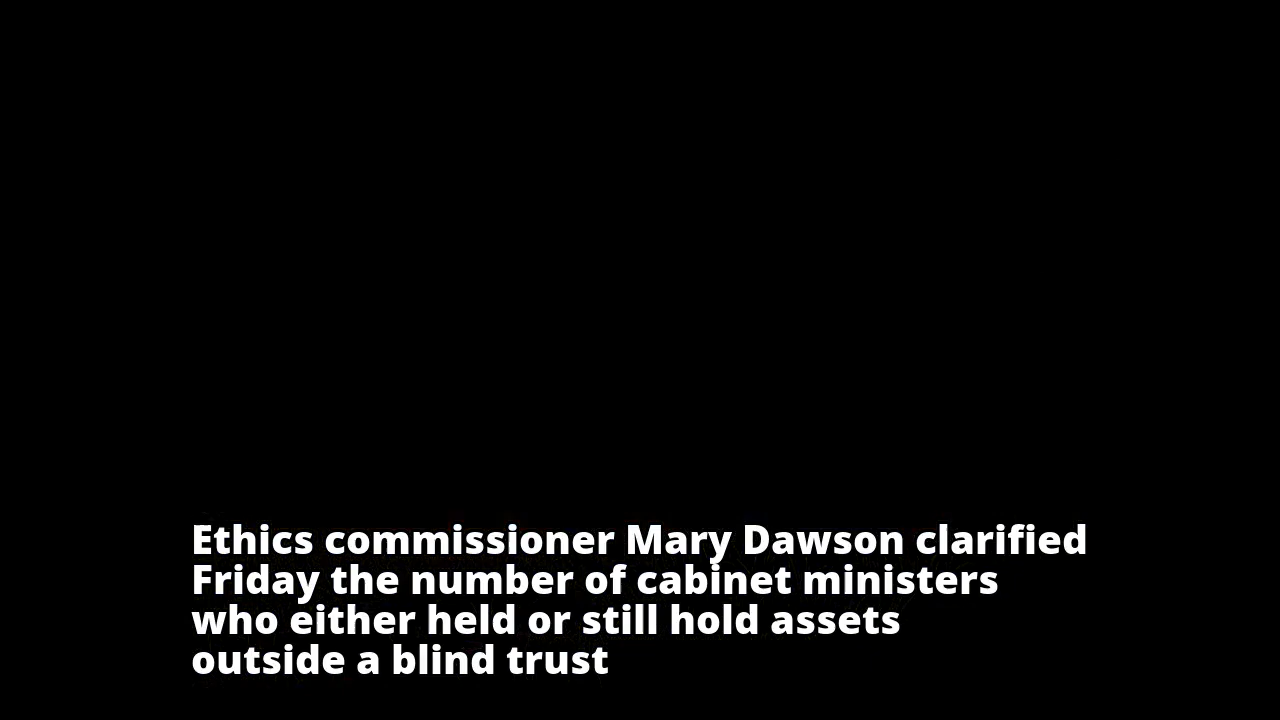 Ethics commissioner Mary Dawson clarified
Friday the number of cabinet ministers
who either held or still hold assets
outside a blind trust